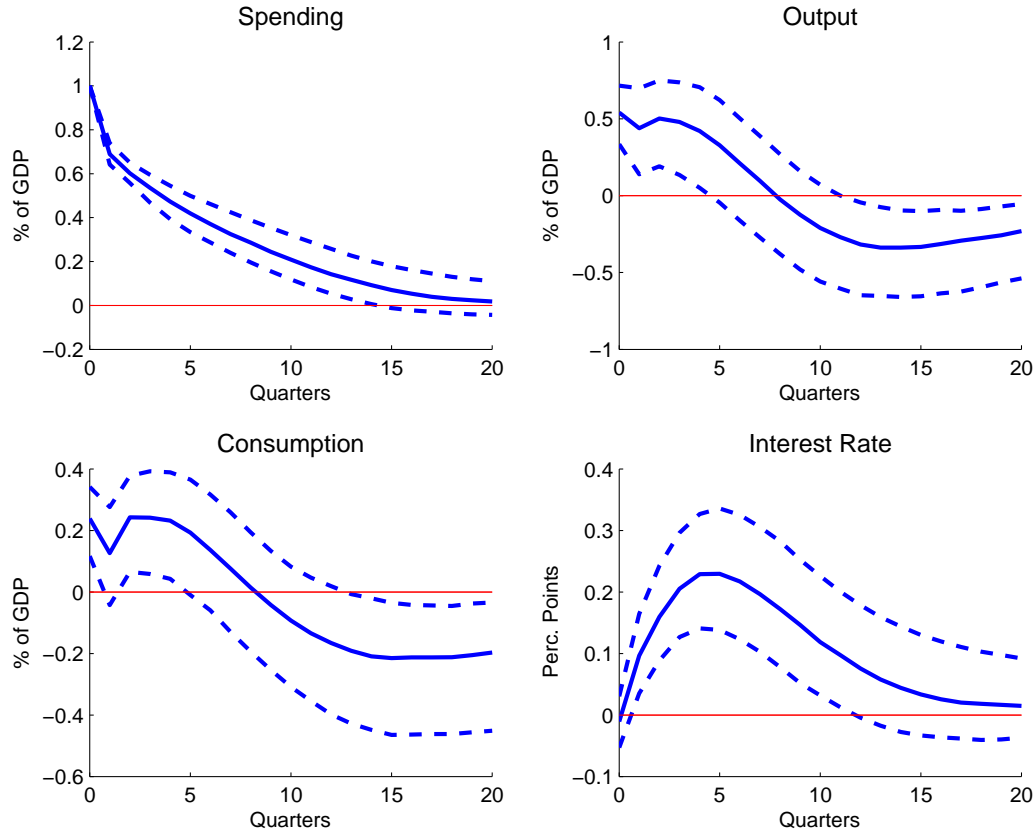 Spending
1.2
1
0.8
0.6
0.4
0.2
0
−0.2
% of GDP
0 5 10 15 20
Quarters
Output
1
0.5
0
−0.5
−1
% of GDP
0 5 10 15 20
Quarters
Consumption
0.4
0.2
0
−0.2
−0.4
−0.6
% of GDP
0 5 10 15 20
Quarters
Interest Rate
0.4
0.3
0.2
0.1
0
−0.1
Perc. Points
0 5 10 15 20
Quarters